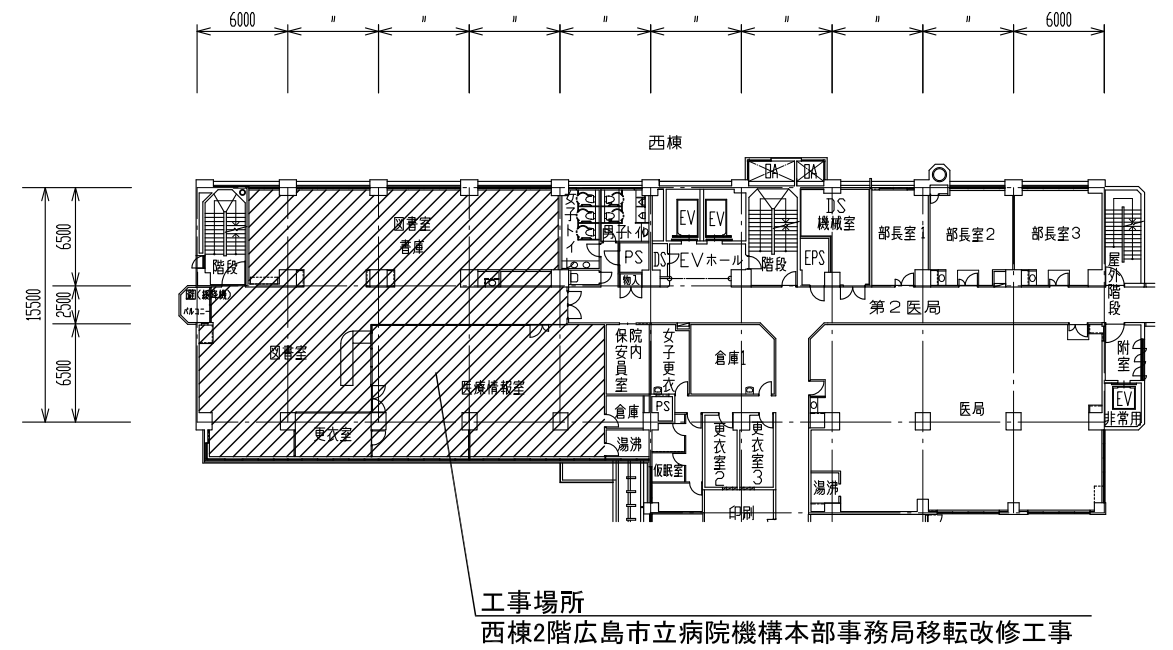 6000 〃 〃 〃 〃 〃 〃 〃 〃 6000
西棟
15500
6500
2500
6500
図書室
書庫
階段
バルコニー
図書室
更衣室
医療情報室
女子トイレ
男子トイレ
PS
物入
DS
EV
EV
EVホール
階段
DS
機械室
EPS
部長室1
部長室2
部長室3
屋外階段
第2医局
院内保安員室
女子更衣
倉庫1
倉庫
PS
湯沸
仮眠室
更衣室2
更衣室3
印刷
医局
湯沸
附室
EV
非常用
工事場所
西棟2階広島市立病院機構本部事務局移転改修工事